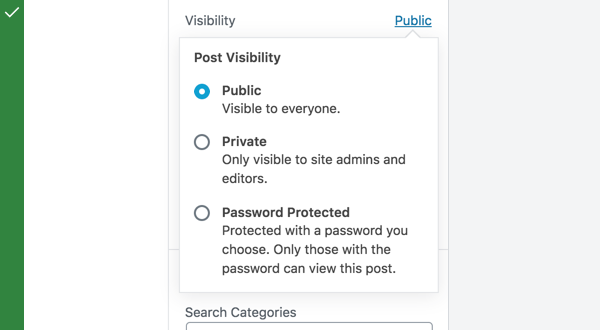 Visibility Public
Post Visibility
Public
Visible to everyone.
Private
Only visible to site admins and
editors.
Password Protected
Protected with a password you
choose. Only those with the
password can view this post.
Search Categories